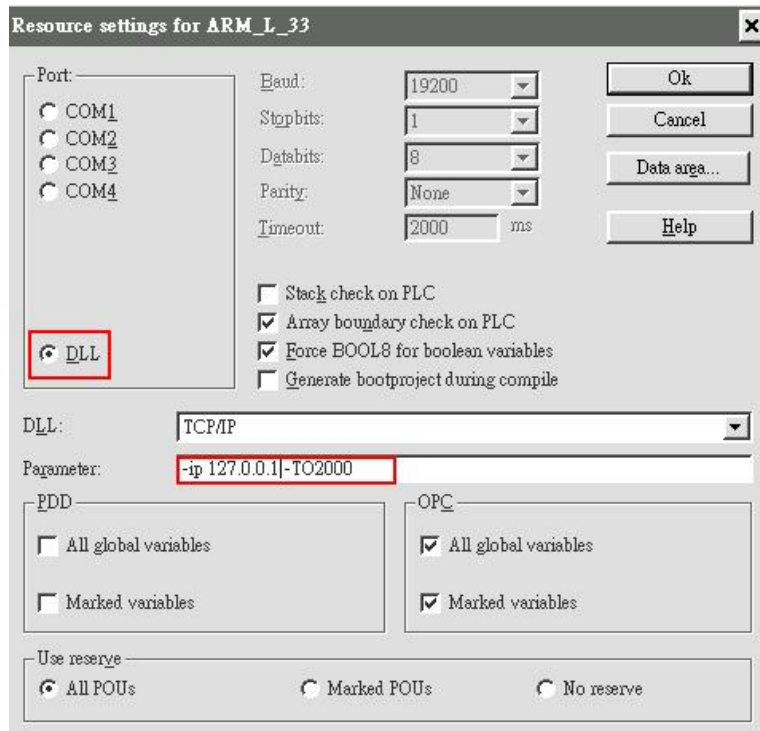 Resource settings for ARM_L_33
Port:
COM1
COM2
COM3
COM4
DLL
Baud: 19200
Stopbits: 1
Databits: 8
Parity: None
Timeout: 2000 ms
Ok
Cancel
Data area...
Help
Stack check on PLC
Array boundary check on PLC
Force BOOL8 for boolean variables
Generate bootproject during compile
DLL: TCP/IP
Parameter: -ip 127.0.0.1 -TO2000
PDD
All global variables
Marked variables
OPC
All global variables
Marked variables
Use reserve
All POUs Marked POUs No reserve